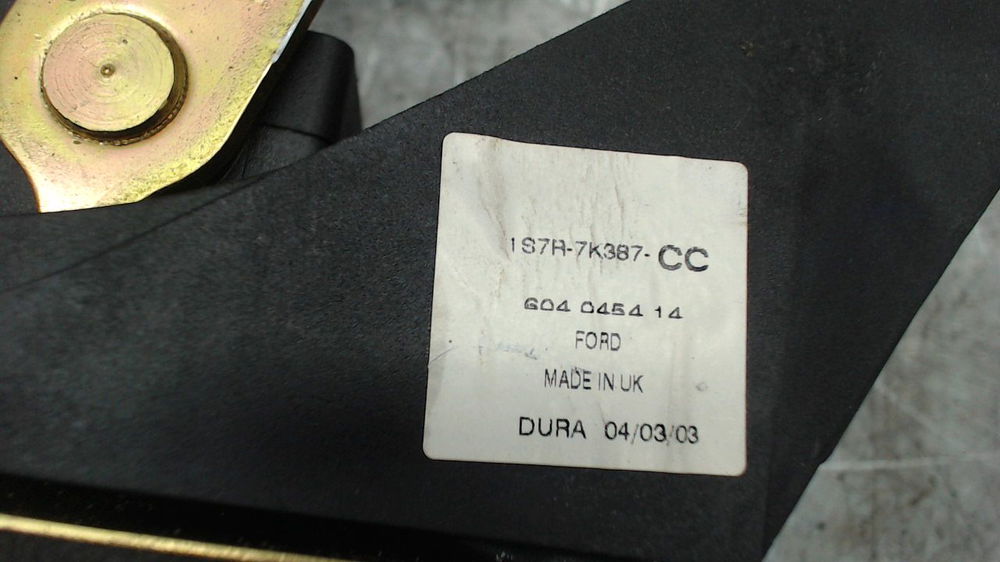 1S7R-7K387- CC
604 0454 14
FORD
MADE IN UK
DURA 04/03/03